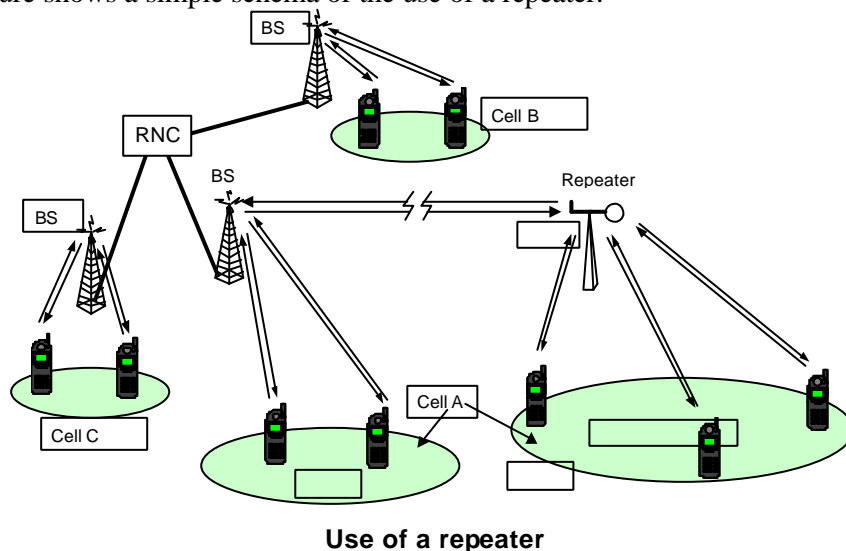 ure shows a simple schema of the use of a repeater.
BS
Cell B
RNC
BS
Repeater
BS
Cell A
Cell C
Use of a repeater